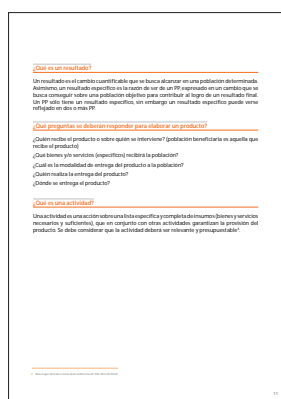 ¿Qué es un resultado?
Un resultado es el cambio cuantificable que se busca alcanzar en una población determinada.
Asimismo, un resultado específico es la razón de ser de un PP, expresado en un cambio que se
busca conseguir sobre una población objetivo para contribuir al logro de un resultado final.
Un PP sólo tiene un resultado específico, sin embargo un resultado específico puede verse
reflejado en dos o más PP.
¿Qué preguntas se deberán responder para elaborar un producto?
¿Quién recibe el producto o sobre quién se interviene? (población beneficiaria es aquella que
recibe el producto)
¿Qué bienes y/o servicios (específicos) recibirá la población?
¿Cuál es la modalidad de entrega del producto a la población?
¿Quién realiza la entrega del producto?
¿Dónde se entrega el producto?
¿Qué es una actividad?
Una actividad es una acción sobre una lista específica y completa de insumos (bienes y servicios
necesarios y suficientes), que en conjunto con otras actividades garantizan la provisión del
producto. Se debe considerar que la actividad deberá ser relevante y presupuestable
11